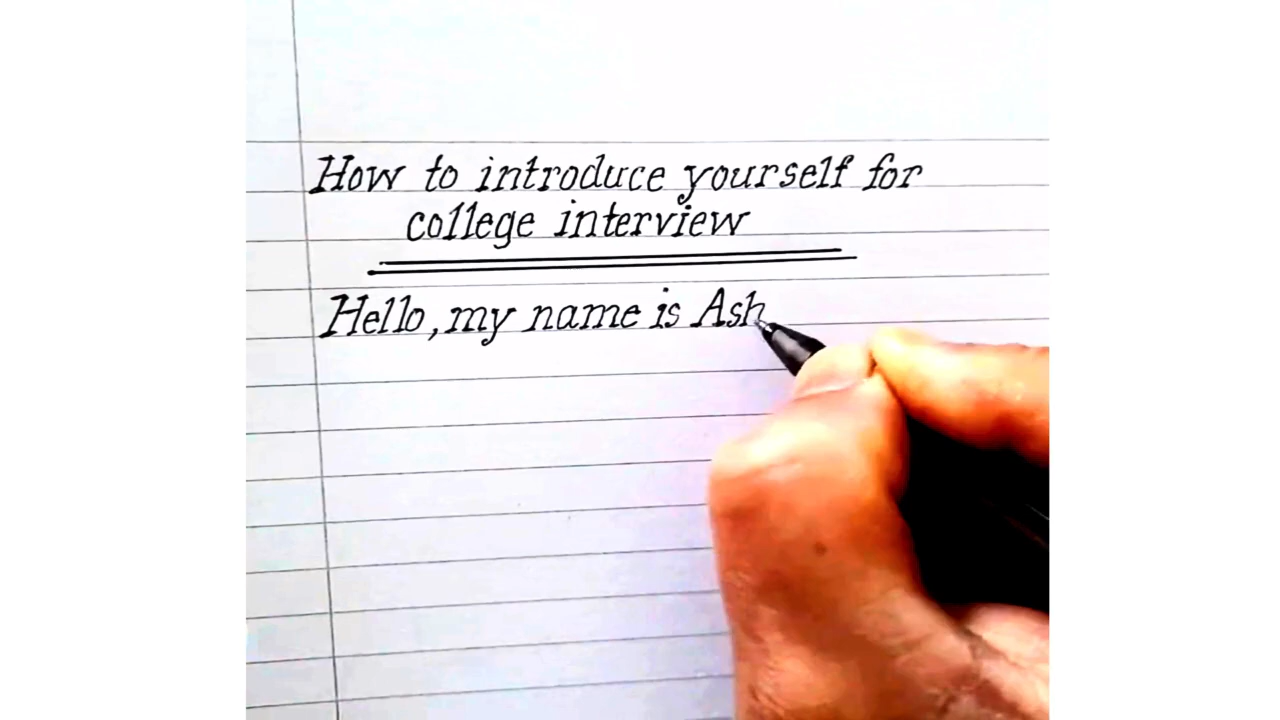 How to introduce yourself for
college interview
Hello, my name is Ash